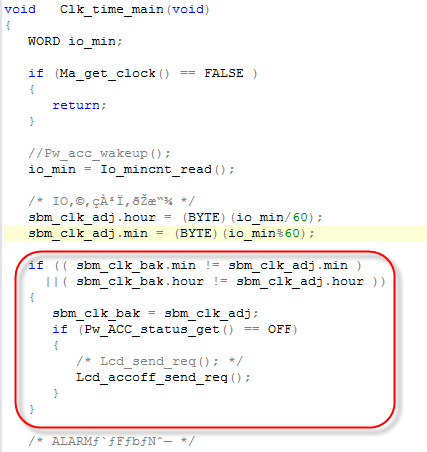 void   Clk_time_main(void)
{
WORD io_min;
if (Ma_get_clock() == FALSE )
{
return;
}
//Pw_acc_wakeup();
io_min = Io_mincnt_read();
/* IO‚©‚çÀªÏ‚ðŽæ“¾ */
sbm_clk_adj.hour = (BYTE)(io_min/60);
sbm_clk_adj.min = (BYTE)(io_min%60);
if (( sbm_clk_bak.min != sbm_clk_adj.min )
||( sbm_clk_bak.hour != sbm_clk_adj.hour ))
{
sbm_clk_bak = sbm_clk_adj;
if (Pw_ACC_status_get() == OFF)
{
/* Lcd_send_req(); */
Lcd_accoff_send_req();
}
}
/* ALARMƒ`ƒFƒbƒNˆ— */